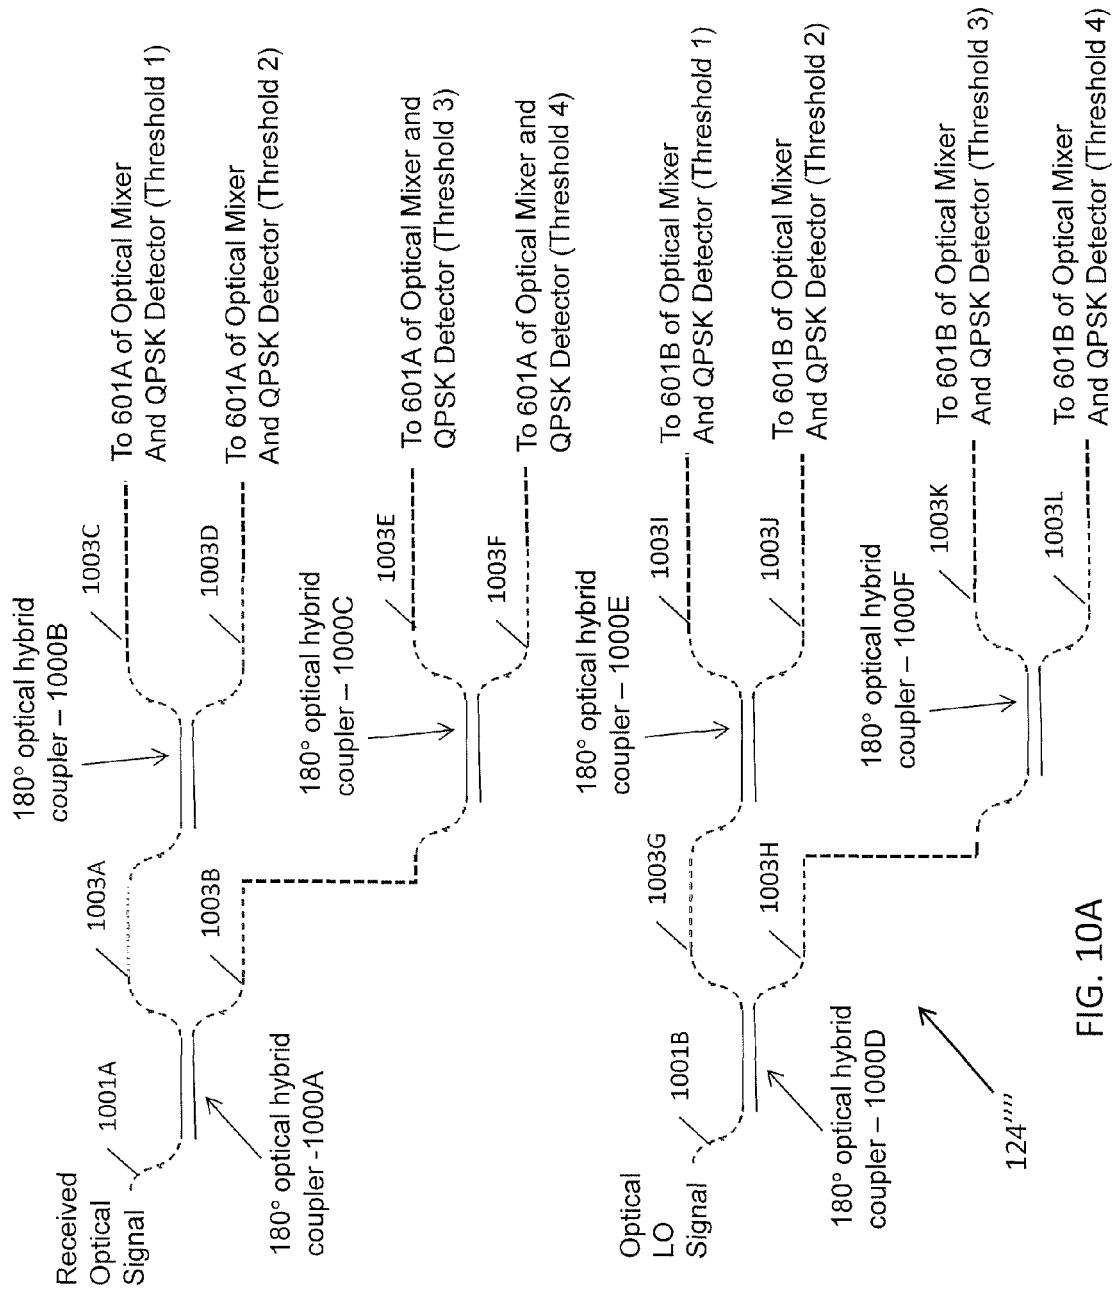 Received
Optical
Signal
1001A
180° optical hybrid
coupler -1000A
1003A
1003B
180° optical hybrid
coupler – 1000B
1003C
1003D
To 601A of Optical Mixer
And QPSK Detector (Threshold 1)
To 601A of Optical Mixer
And QPSK Detector (Threshold 2)
180° optical hybrid
coupler – 1000C
1003E
1003F
To 601A of Optical Mixer and
QPSK Detector (Threshold 3)
To 601A of Optical Mixer and
QPSK Detector (Threshold 4)
Optical
LO
Signal
1001B
180° optical hybrid
coupler – 1000D
1003G
1003H
180° optical hybrid
coupler – 1000E
1003I
1003J
To 601B of Optical Mixer
And QPSK Detector (Threshold 1)
To 601B of Optical Mixer
And QPSK Detector (Threshold 2)
180° optical hybrid
coupler – 1000F
1003K
1003L
To 601B of Optical Mixer
And QPSK Detector (Threshold 3)
To 601B of Optical Mixer
And QPSK Detector (Threshold 4)
124''''
FIG. 10A